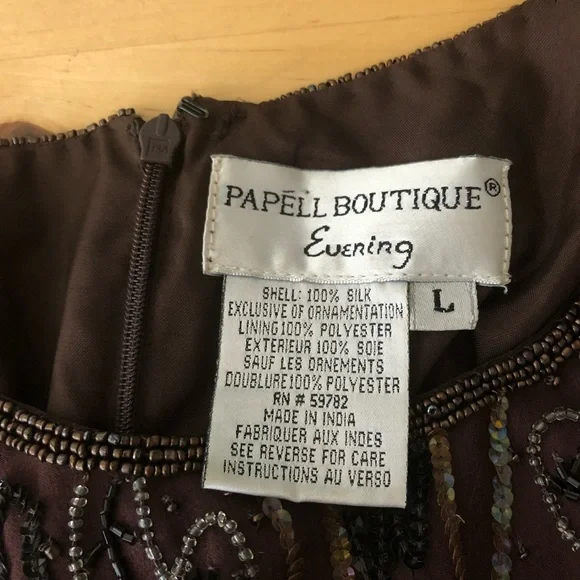 PAPÉLL BOUTIQUE®
Evening
L
SHELL: 100% SILK
EXCLUSIVE OF ORNAMENTATION
LINING 100% POLYESTER
EXTERIEUR 100% SOIE
SAUF LES ORNEMENTS
DOUBLURE 100% POLYESTER
RN # 59782
MADE IN INDIA
FABRIQUER AUX INDES
SEE REVERSE FOR CARE
INSTRUCTIONS AU VERSO